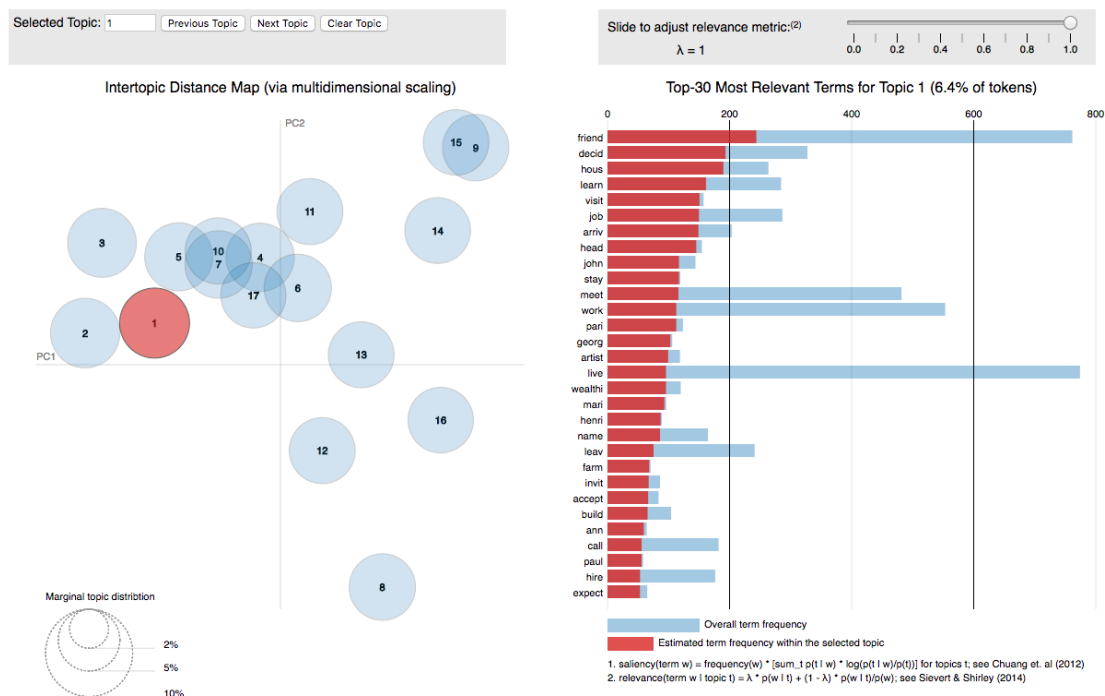 Selected Topic: 1 Previous Topic Next Topic Clear Topic
Slide to adjust relevance metric:(2)
λ = 1
0.0 0.2 0.4 0.6 0.8 1.0
Intertopic Distance Map (via multidimensional scaling)
PC2
PC1
15
9
11
14
3
5
10
7
4
17
6
2
1
13
16
12
8
Marginal topic distribtion
2%
5%
10%
Top-30 Most Relevant Terms for Topic 1 (6.4% of tokens)
0 200 400 600 800
friend
decid
hous
learn
visit
job
arriv
head
john
stay
meet
work
pari
georg
artist
live
wealthi
mari
henri
name
leav
farm
invit
accept
build
ann
call
paul
hire
expect
Overall term frequency
Estimated term frequency within the selected topic
1. saliency(term w) = frequency(w) * [sum_t p(t | w) * log(p(t | w)/p(t))] for topics t; see Chuang et. al (2012)
2. relevance(term w | topic t) = λ * p(w | t) + (1 - λ) * p(w | t)/p(w); see Sievert & Shirley (2014)